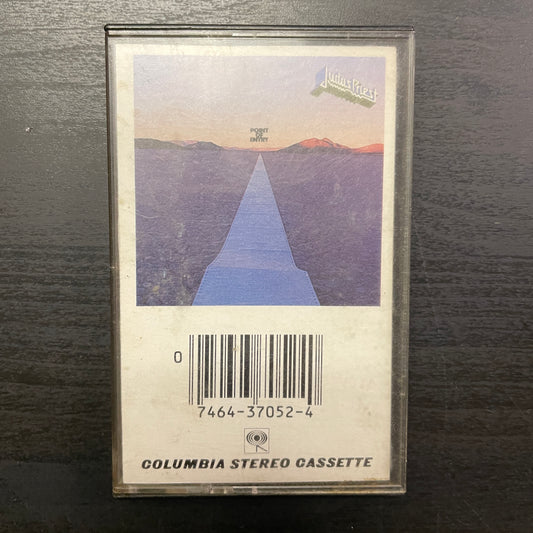 Judas Priest
POINT
OF
ENTRY
0
7464-37052-4
COLUMBIA STEREO CASSETTE